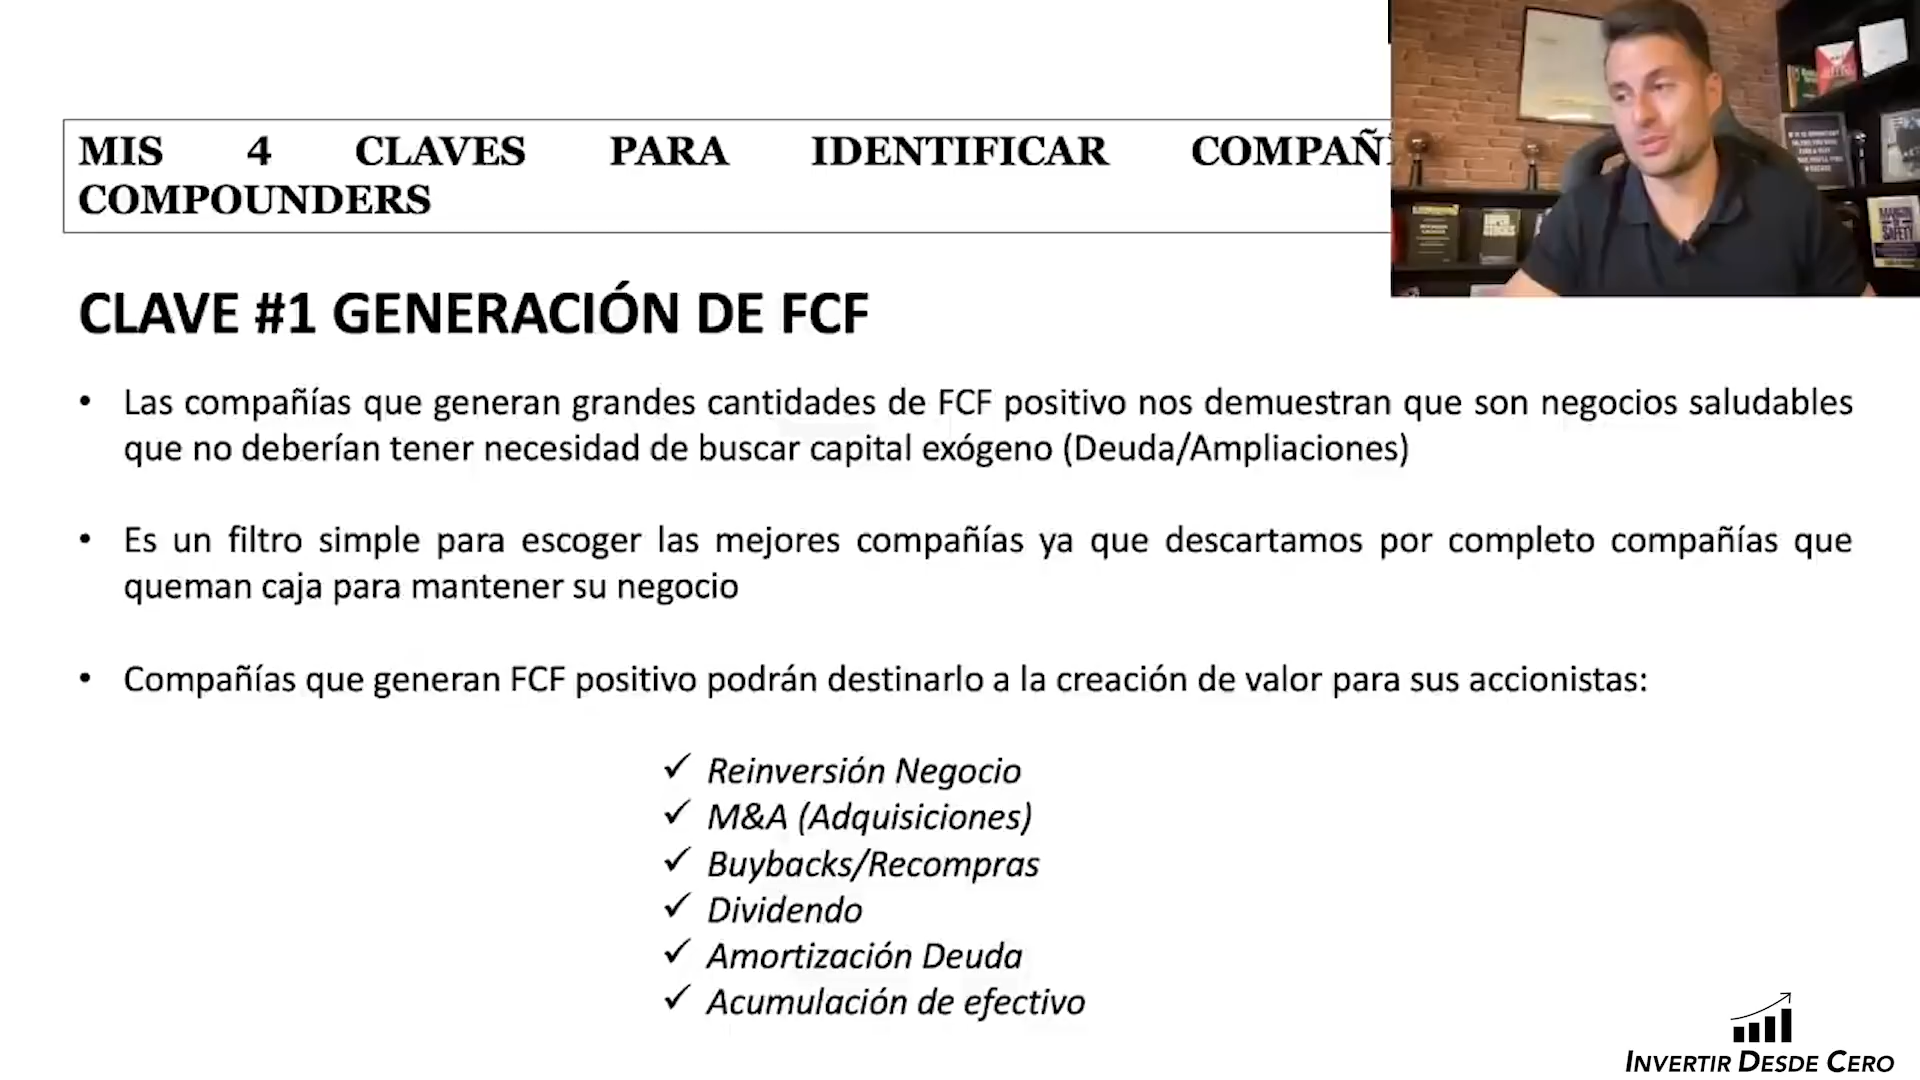 MIS 4 CLAVES PARA IDENTIFICAR COMPAÑ
COMPOUNDERS
CLAVE #1 GENERACIÓN DE FCF
• Las compañías que generan grandes cantidades de FCF positivo nos demuestran que son negocios saludables
que no deberían tener necesidad de buscar capital exógeno (Deuda/Ampliaciones)
• Es un filtro simple para escoger las mejores compañías ya que descartamos por completo compañías que
queman caja para mantener su negocio
• Compañías que generan FCF positivo podrán destinarlo a la creación de valor para sus accionistas:
✓ Reinversión Negocio
✓ M&A (Adquisiciones)
✓ Buybacks/Recompras
✓ Dividendo
✓ Amortización Deuda
✓ Acumulación de efectivo
MARGIN
OF
SAFETY
INVERTIR DESDE CERO